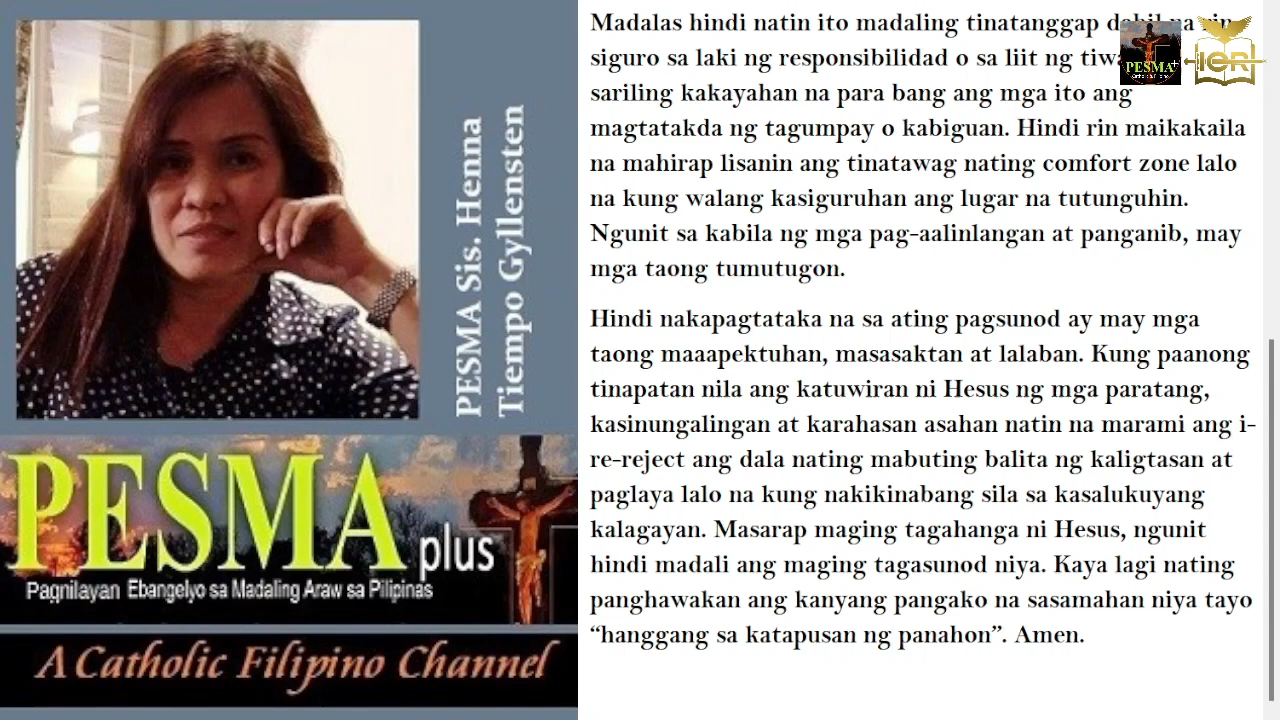 PESMA Sis. Henna
Tiempo Gyllensten
PESMA plus
Pagnilayan Ebangelyo sa Madaling Araw sa Pilipinas
A Catholic Filipino Channel
Madalas hindi natin ito madaling tinatanggap
siguro sa laki ng responsibilidad o sa liit ng
sariling kakayahan na para bang ang mga ito ang
magtatakda ng tagumpay o kabiguan. Hindi rin maikakaila
na mahirap lisanin ang tinatawag nating comfort zone lalo
na kung walang kasiguruhan ang lugar na tutunguhin.
Ngunit sa kabila ng mga pag-aalinlangan at panganib, may
mga taong tumutugon.
Hindi nakapagtataka na sa ating pagsunod ay may mga
taong maaapektuhan, masasaktan at lalaban. Kung paanong
tinapatan nila ang katuwiran ni Hesus ng mga paratang,
kasinungalingan at karahasan asahan natin na marami ang i-
re-reject ang dala nating mabuting balita ng kaligtasan at
paglaya lalo na kung nakikinabang sila sa kasalukuyang
kalagayan. Masarap maging tagahanga ni Hesus, ngunit
hindi madali ang maging tagasunod niya. Kaya lagi nating
panghawakan ang kanyang pangako na sasamahan niya tayo
“hanggang sa katapusan ng panahon”. Amen.
PESMA